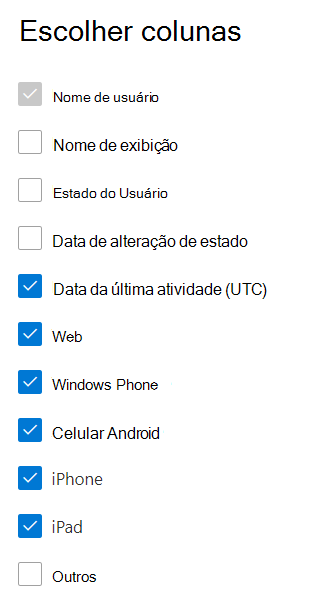 Escolher colunas
Nome de usuário
Nome de exibição
Estado do Usuário
Data de alteração de estado
Data da última atividade (UTC)
Web
Windows Phone
Celular Android
iPhone
iPad
Outros